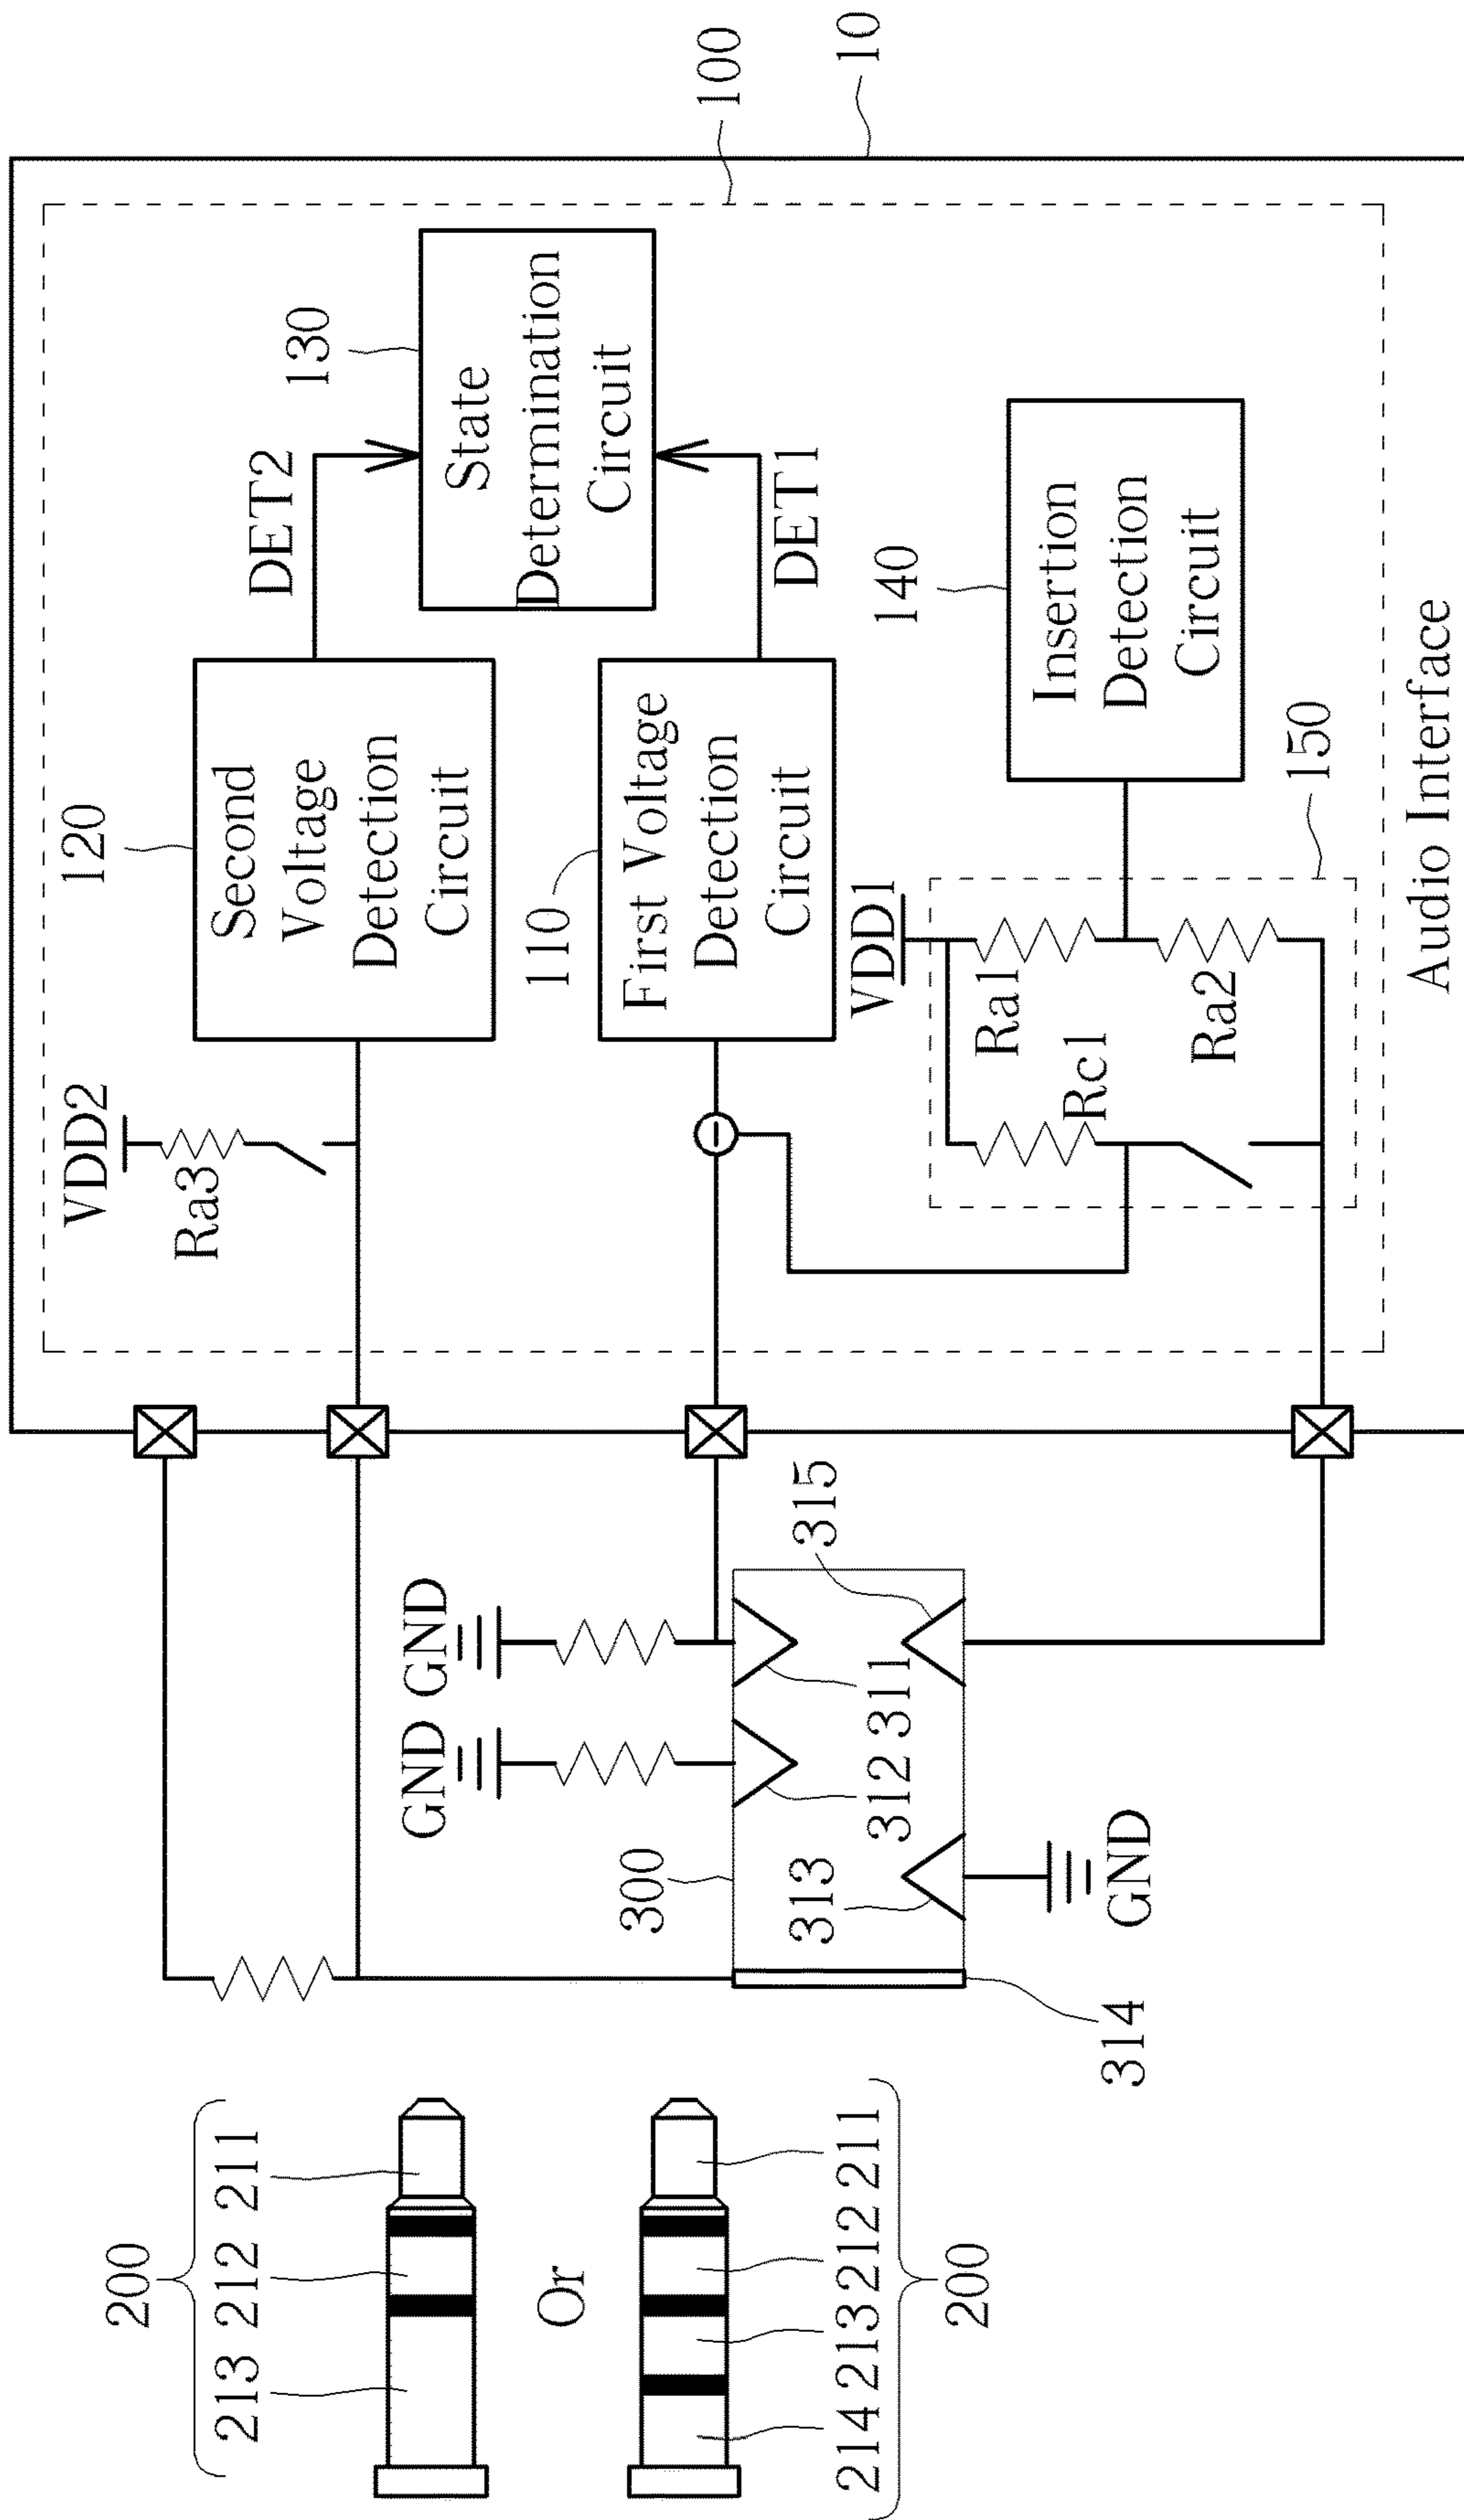 10
100
130
State
Determination
Circuit
DET2
DET1
120
Second
Voltage
Detection
Circuit
110
First Voltage
Detection
Circuit
140
Insertion
Detection
Circuit
150
VDD2
Ra3
VDD1
Ra1
Rc1
Ra2
Audio Interface
GND
GND
300
315
311
312
313
314
GND
200
213 212 211
Or
214 213 212 211
200